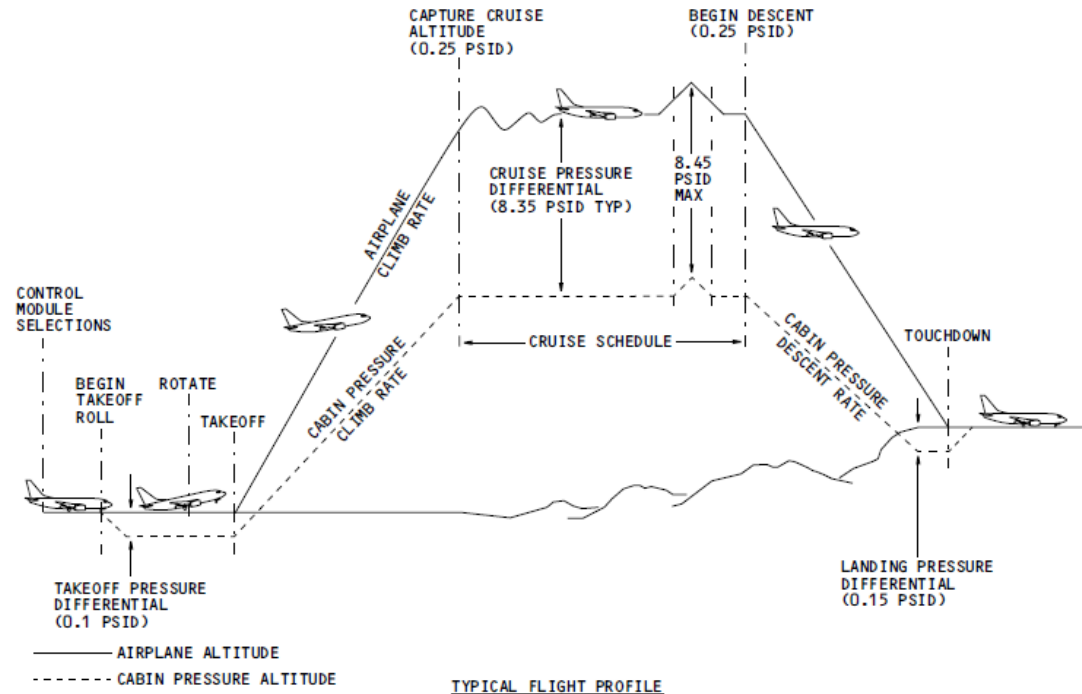 CAPTURE CRUISE
ALTITUDE
(0.25 PSID)
BEGIN DESCENT
(0.25 PSID)
CRUISE PRESSURE
DIFFERENTIAL
(8.35 PSID TYP)
8.45
PSID
MAX
AIRPLANE
CLIMB RATE
CONTROL
MODULE
SELECTIONS
BEGIN
TAKEOFF
ROLL
ROTATE
TAKEOFF
CABIN PRESSURE
CLIMB RATE
CRUISE SCHEDULE
CABIN PRESSURE
DESCENT RATE
TOUCHDOWN
TAKEOFF PRESSURE
DIFFERENTIAL
(0.1 PSID)
LANDING PRESSURE
DIFFERENTIAL
(0.15 PSID)
AIRPLANE ALTITUDE
CABIN PRESSURE ALTITUDE
TYPICAL FLIGHT PROFILE